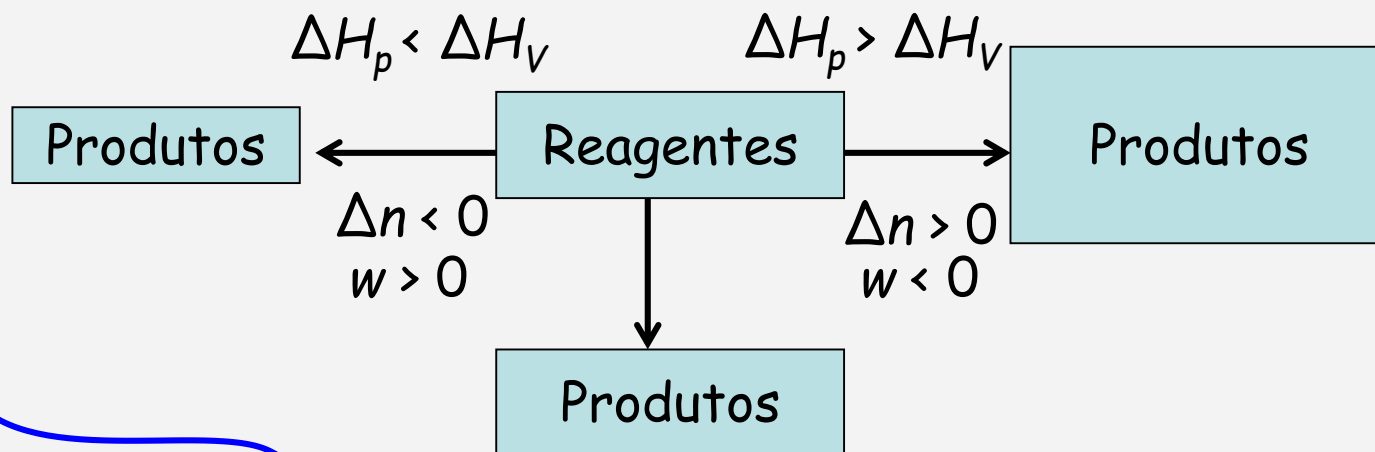 ΔHp < ΔHV
ΔHp > ΔHV
Produtos
Reagentes
Produtos
Δn < 0
w > 0
Δn > 0
w < 0
Produtos